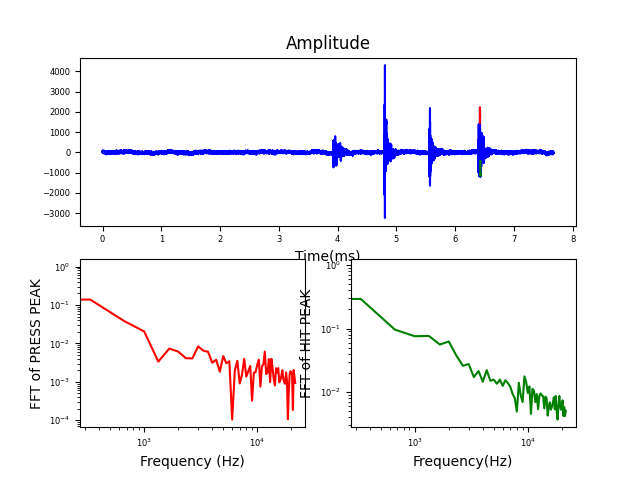 Amplitude
4000
3000
2000
1000
0
−1000
−2000
−3000
0 1 2 3 4 5 6 7 8
Time(ms)
FFT of PRESS PEAK
10⁰
10⁻¹
10⁻²
10⁻³
10⁻⁴
10³ 10⁴
Frequency (Hz)
FFT of HIT PEAK
10⁰
10⁻¹
10⁻²
10³ 10⁴
Frequency(Hz)